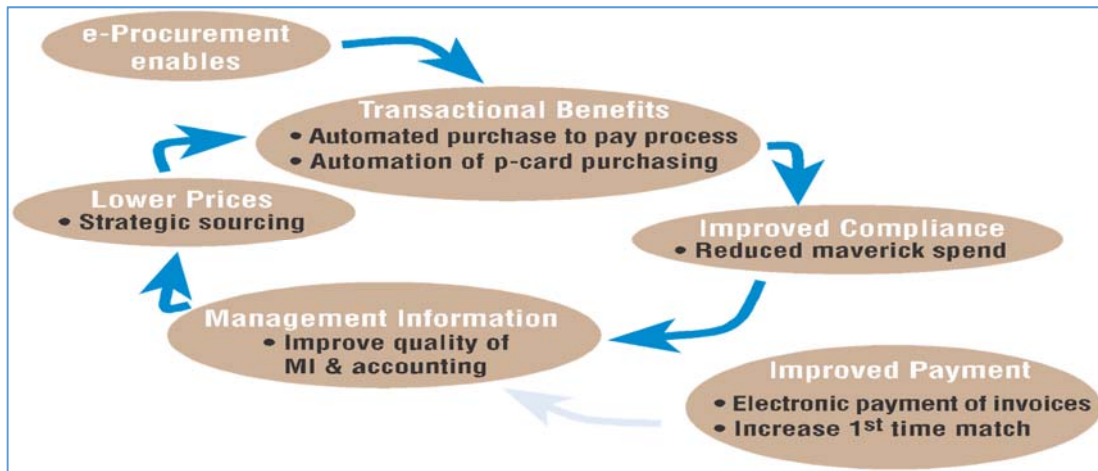 e-Procurement
enables
Transactional Benefits
• Automated purchase to pay process
• Automation of p-card purchasing
Lower Prices
• Strategic sourcing
Improved Compliance
• Reduced maverick spend
Management Information
• Improve quality of
MI & accounting
Improved Payment
• Electronic payment of invoices
• Increase 1st time match